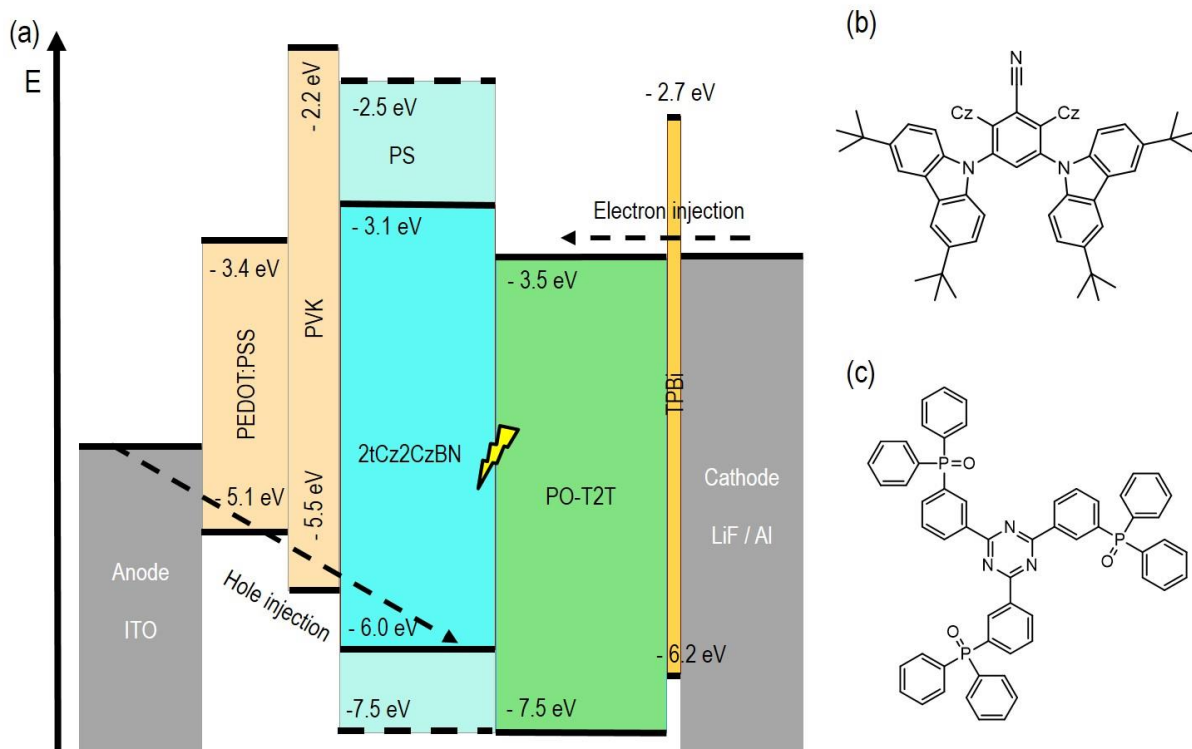 (a)
E
- 2.2 eV
-2.5 eV
PS
- 2.7 eV
- 3.1 eV
Electron injection
- 3.4 eV
- 3.5 eV
PEDOT:PSS
PVK
TPBi
2tCz2CzBN
PO-T2T
Cathode
LiF / Al
- 5.1 eV
- 5.5 eV
Anode
ITO
Hole injection
- 6.0 eV
- 6.2 eV
-7.5 eV
- 7.5 eV
(b)
N
Cz
Cz
N
N
(c)
P=O
N
N
N
P
O
O
P